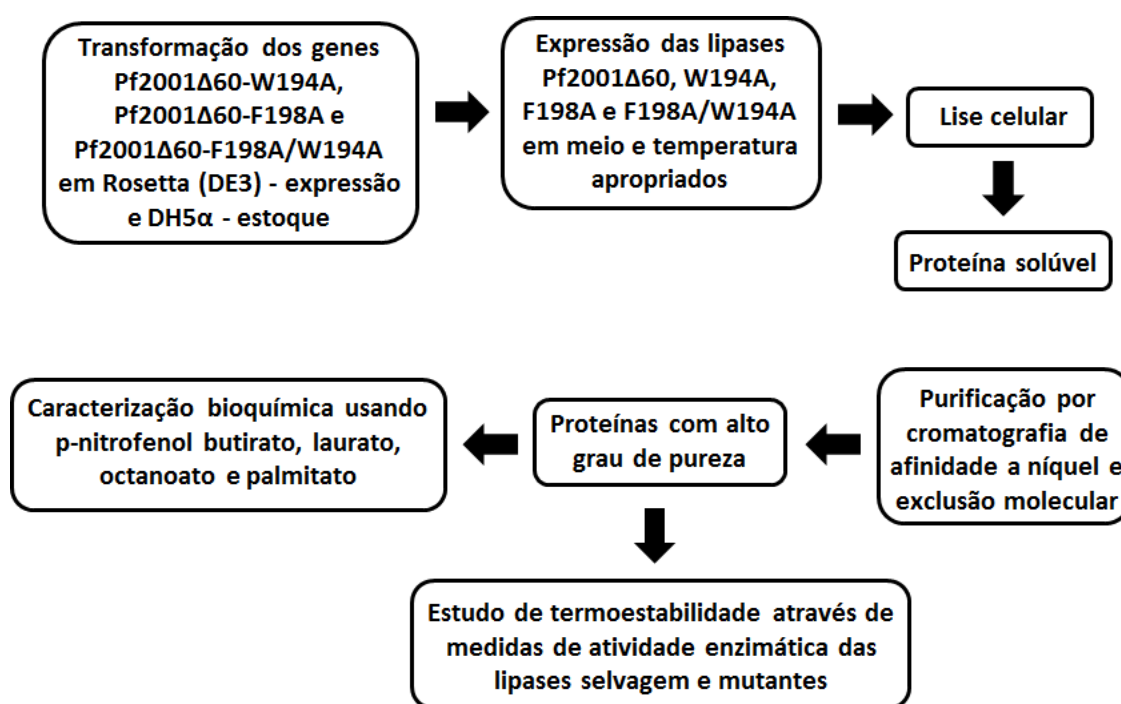 Transformação dos genes
Pf2001Δ60-W194A,
Pf2001Δ60-F198A e
Pf2001Δ60-F198A/W194A
em Rosetta (DE3) - expressão
e DH5α - estoque
Expressão das lipases
Pf2001Δ60, W194A,
F198A e F198A/W194A
em meio e temperatura
apropriados
Lise celular
Proteína solúvel
Purificação por
cromatografia de
afinidade a níquel e
exclusão molecular
Proteínas com alto
grau de pureza
Caracterização bioquímica usando
p-nitrofenol butirato, laurato,
octanoato e palmitato
Estudo de termoestabilidade através de
medidas de atividade enzimática das
lipases selvagem e mutantes